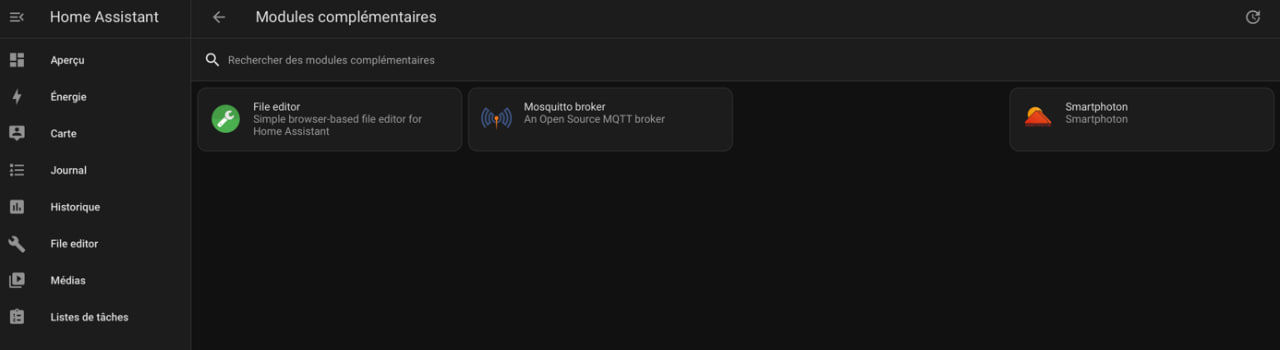 Home Assistant
Modules complémentaires
Aperçu
Énergie
Carte
Journal
Historique
File editor
Médias
Listes de tâches
Rechercher des modules complémentaires
File editor
Simple browser-based file editor for
Home Assistant
Mosquitto broker
An Open Source MQTT broker
Smartphoton
Smartphoton